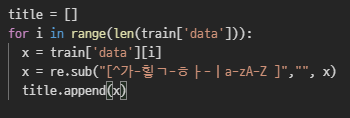 title = []
for i in range(len(train['data'])):
  x = train['data'][i]
  x = re.sub("[^가-힣ㄱ-ㅎㅏ-ㅣa-zA-Z ]","", x)
  title.append(x)